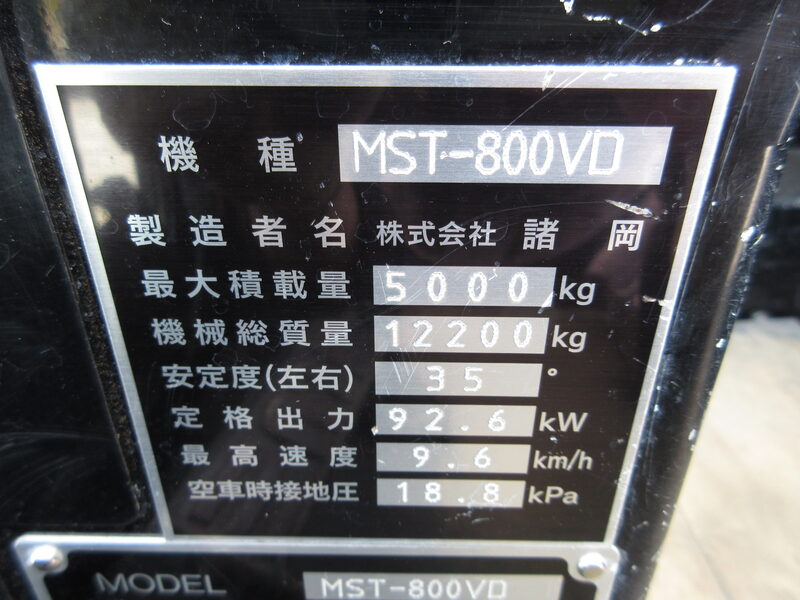 機種 MST-800VD
製造者名 株式会社 諸岡
最大積載量 5000 kg
機械総質量 12200 kg
安定度(左右) 35 °
定格出力 92.6 kW
最高速度 9.6 km/h
空車時接地圧 18.8 kPa
MODEL MST-800VD